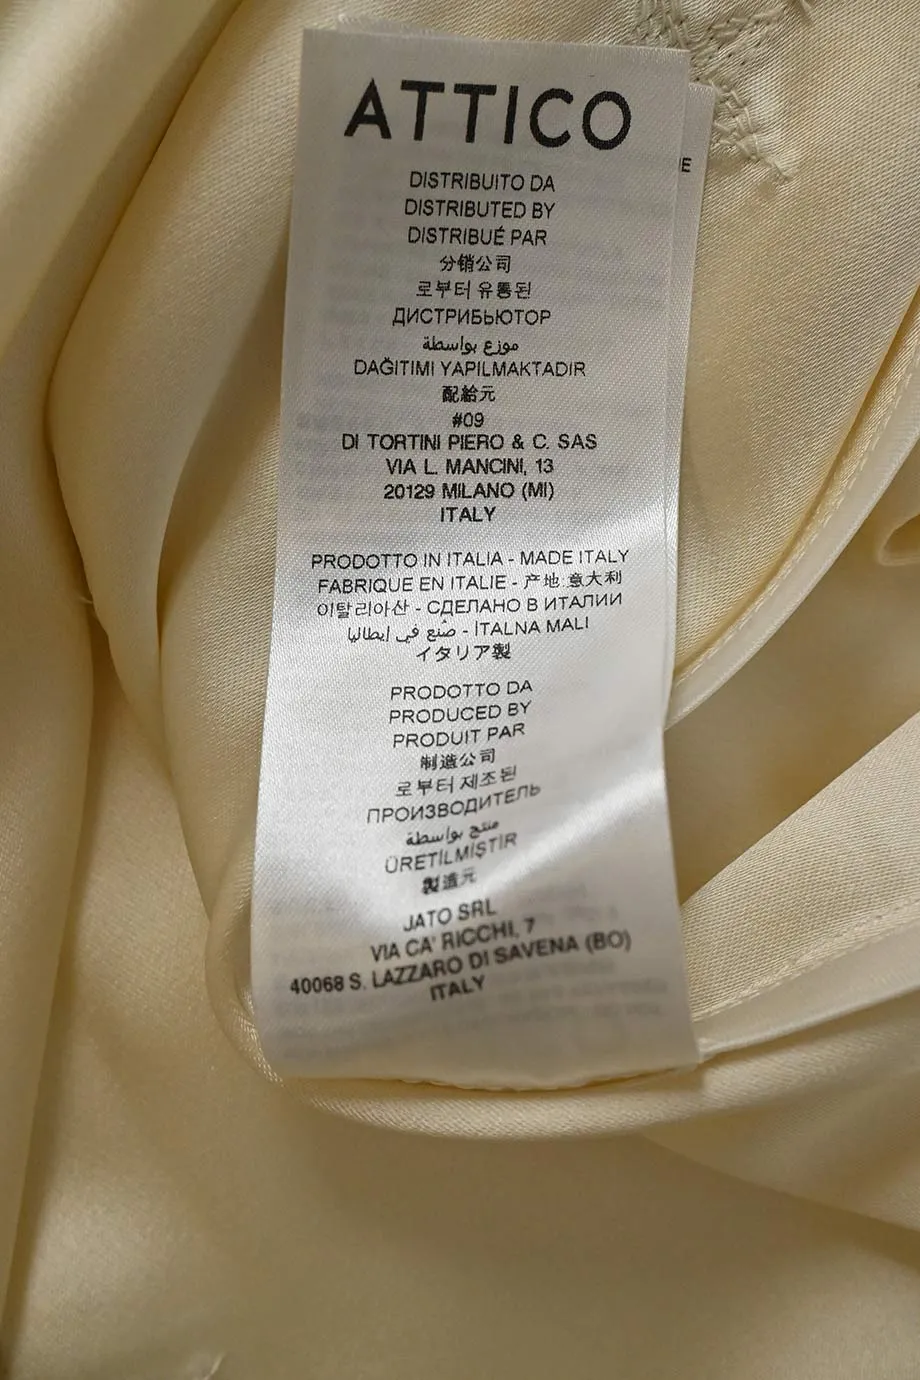 ATTICO
E
DISTRIBUITO DA
DISTRIBUTED BY
DISTRIBUÉ PAR
分销公司
로부터 유통된
ДИСТРИБЬЮТОР
موزع بواسطة
DAĞITIMI YAPILMAKTADIR
配給元
#09
DI TORTINI PIERO & C. SAS
VIA L. MANCINI, 13
20129 MILANO (MI)
ITALY
PRODOTTO IN ITALIA - MADE ITALY
FABRIQUE EN ITALIE - 产地:意大利
이탈리아산 - СДЕЛАНО В ИТАЛИИ
صنع في إيطاليا - ITALNA MALI
イタリア製
PRODOTTO DA
PRODUCED BY
PRODUIT PAR
制造公司
로부터 제조된
ПРОИЗВОДИТЕЛЬ
منتج بواسطة
ÜRETİLMİŞTİR
製造元
JATO SRL
VIA CA' RICCHI, 7
40068 S. LAZZARO DI SAVENA (BO)
ITALY